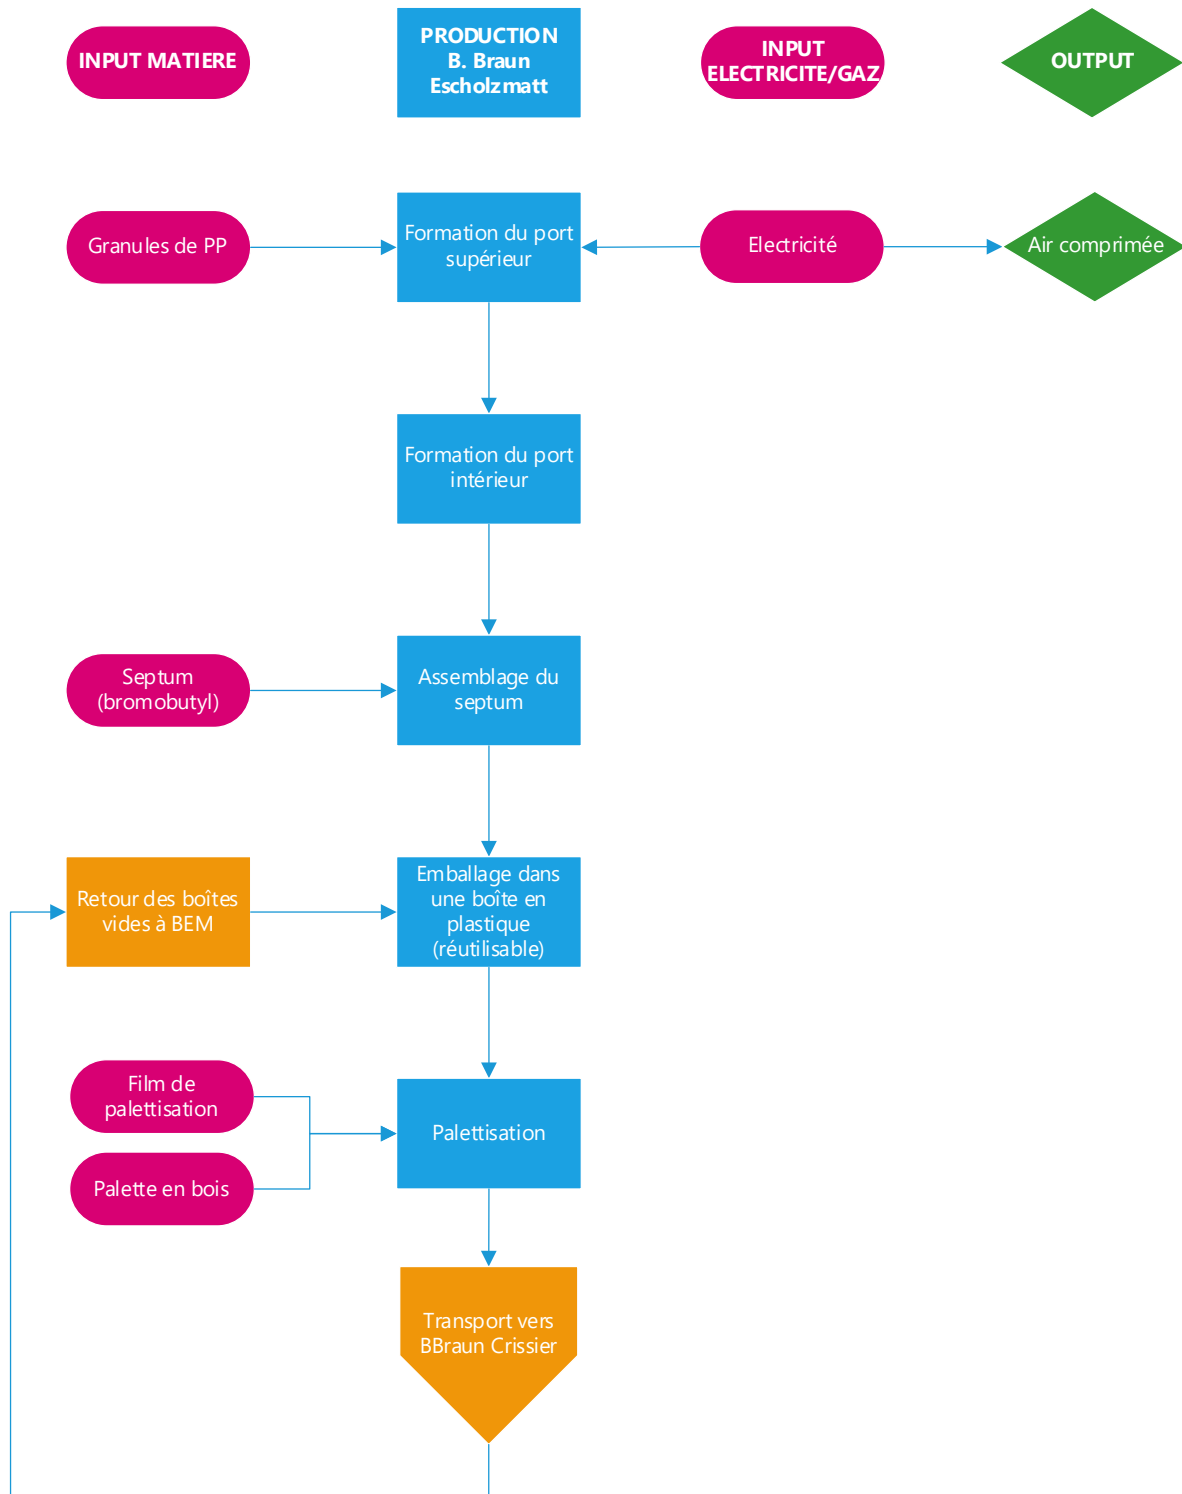 INPUT MATIERE
PRODUCTION
B. Braun
Escholzmatt
INPUT
ELECTRICITE/GAZ
OUTPUT
Granules de PP
Formation du port
supérieur
Electricité
Air comprimée
Formation du port
intérieur
Septum
(bromobutyl)
Assemblage du
septum
Retour des boîtes
vides à BEM
Emballage dans
une boîte en
plastique
(réutilisable)
Film de
palettisation
Palettisation
Palette en bois
Transport vers
BBraun Crissier